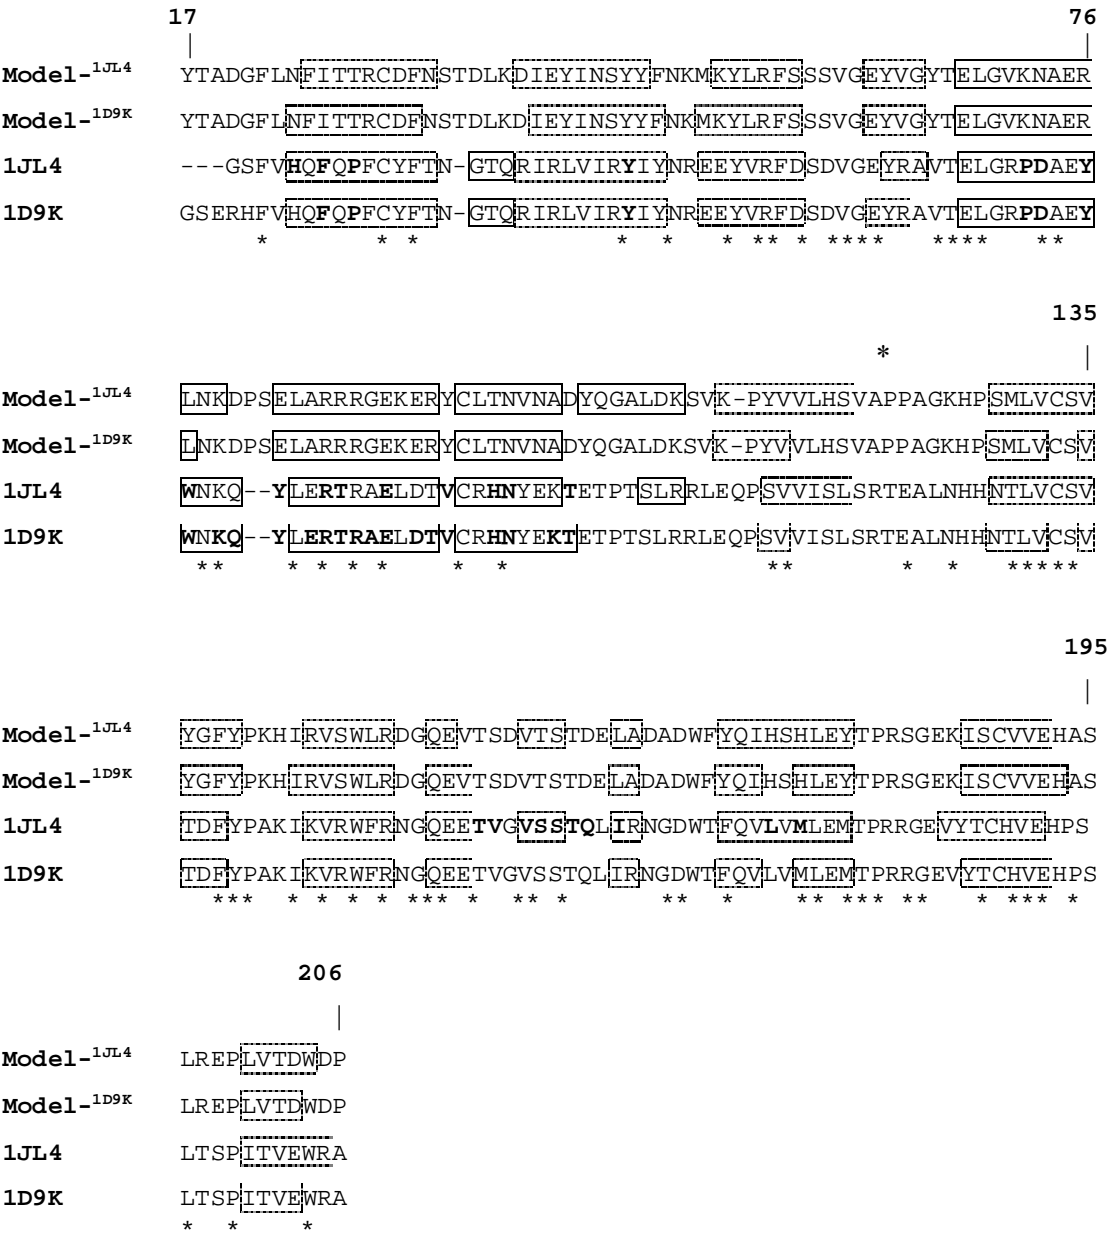 17 76
| |
Model-1JL4 YTADGFLNFITTRCDFNSTDLKDIEYINSYYFNKMKYLRFSSSVGEYVGYTELGVKNAER
Model-1D9K YTADGFLNFITTRCDFNSTDLKDIEYINSYYFNKMKYLRFSSSVGEYVGYTELGVKNAER
1JL4 ---GSFVHQFQPFCYFTN-GTQRIRLVIRYIYNREEYVRFDSDVGEYRAVTELGRPDAEY
1D9K GSERHFVHQFQPFCYFTN-GTQRIRLVIRYIYNREEYVRFDSDVGEYRAVTELGRPDAEY
* * * * * * ** * **** **** **
135
* |
Model-1JL4 LNKDPSELARRRGEKERYCLTNVNADYQGALDKSVK-PYVVLHSVAPPAGKHPSMLVCSV
Model-1D9K LNKDPSELARRRGEKERYCLTNVNADYQGALDKSVK-PYVVLHSVAPPAGKHPSMLVCSV
1JL4 WNKQ--YLERTRAELDTVCRHNYEKTETPTSLRRLEQPSVVISLSRTEALNHHNTLVCSV
1D9K WNKQ--YLERTRAELDTVCRHNYEKTETPTSLRRLEQPSVVISLSRTEALNHHNTLVCSV
** * * * * * * ** * * *****
195
|
Model-1JL4 YGFYPKHIRVSWLRDGQEVTSDVTSTDELADADWFYQIHSHLEYTPRSGEKISCVVEHAS
Model-1D9K YGFYPKHIRVSWLRDGQEVTSDVTSTDELADADWFYQIHSHLEYTPRSGEKISCVVEHAS
1JL4 TDFYPAKIKVRWFRNGQEETVGVSSTQLIRNGDWTFQVLVMLEMTPRRGEVYTCHVEHPS
1D9K TDFYPAKIKVRWFRNGQEETVGVSSTQLIRNGDWTFQVLVMLEMTPRRGEVYTCHVEHPS
*** * * * *** * ** * ** * ** *** ** * *** *
206
|
Model-1JL4 LREPLVTDWDP
Model-1D9K LREPLVTDWDP
1JL4 LTSPITVEWRA
1D9K LTSPITVEWRA
* * *